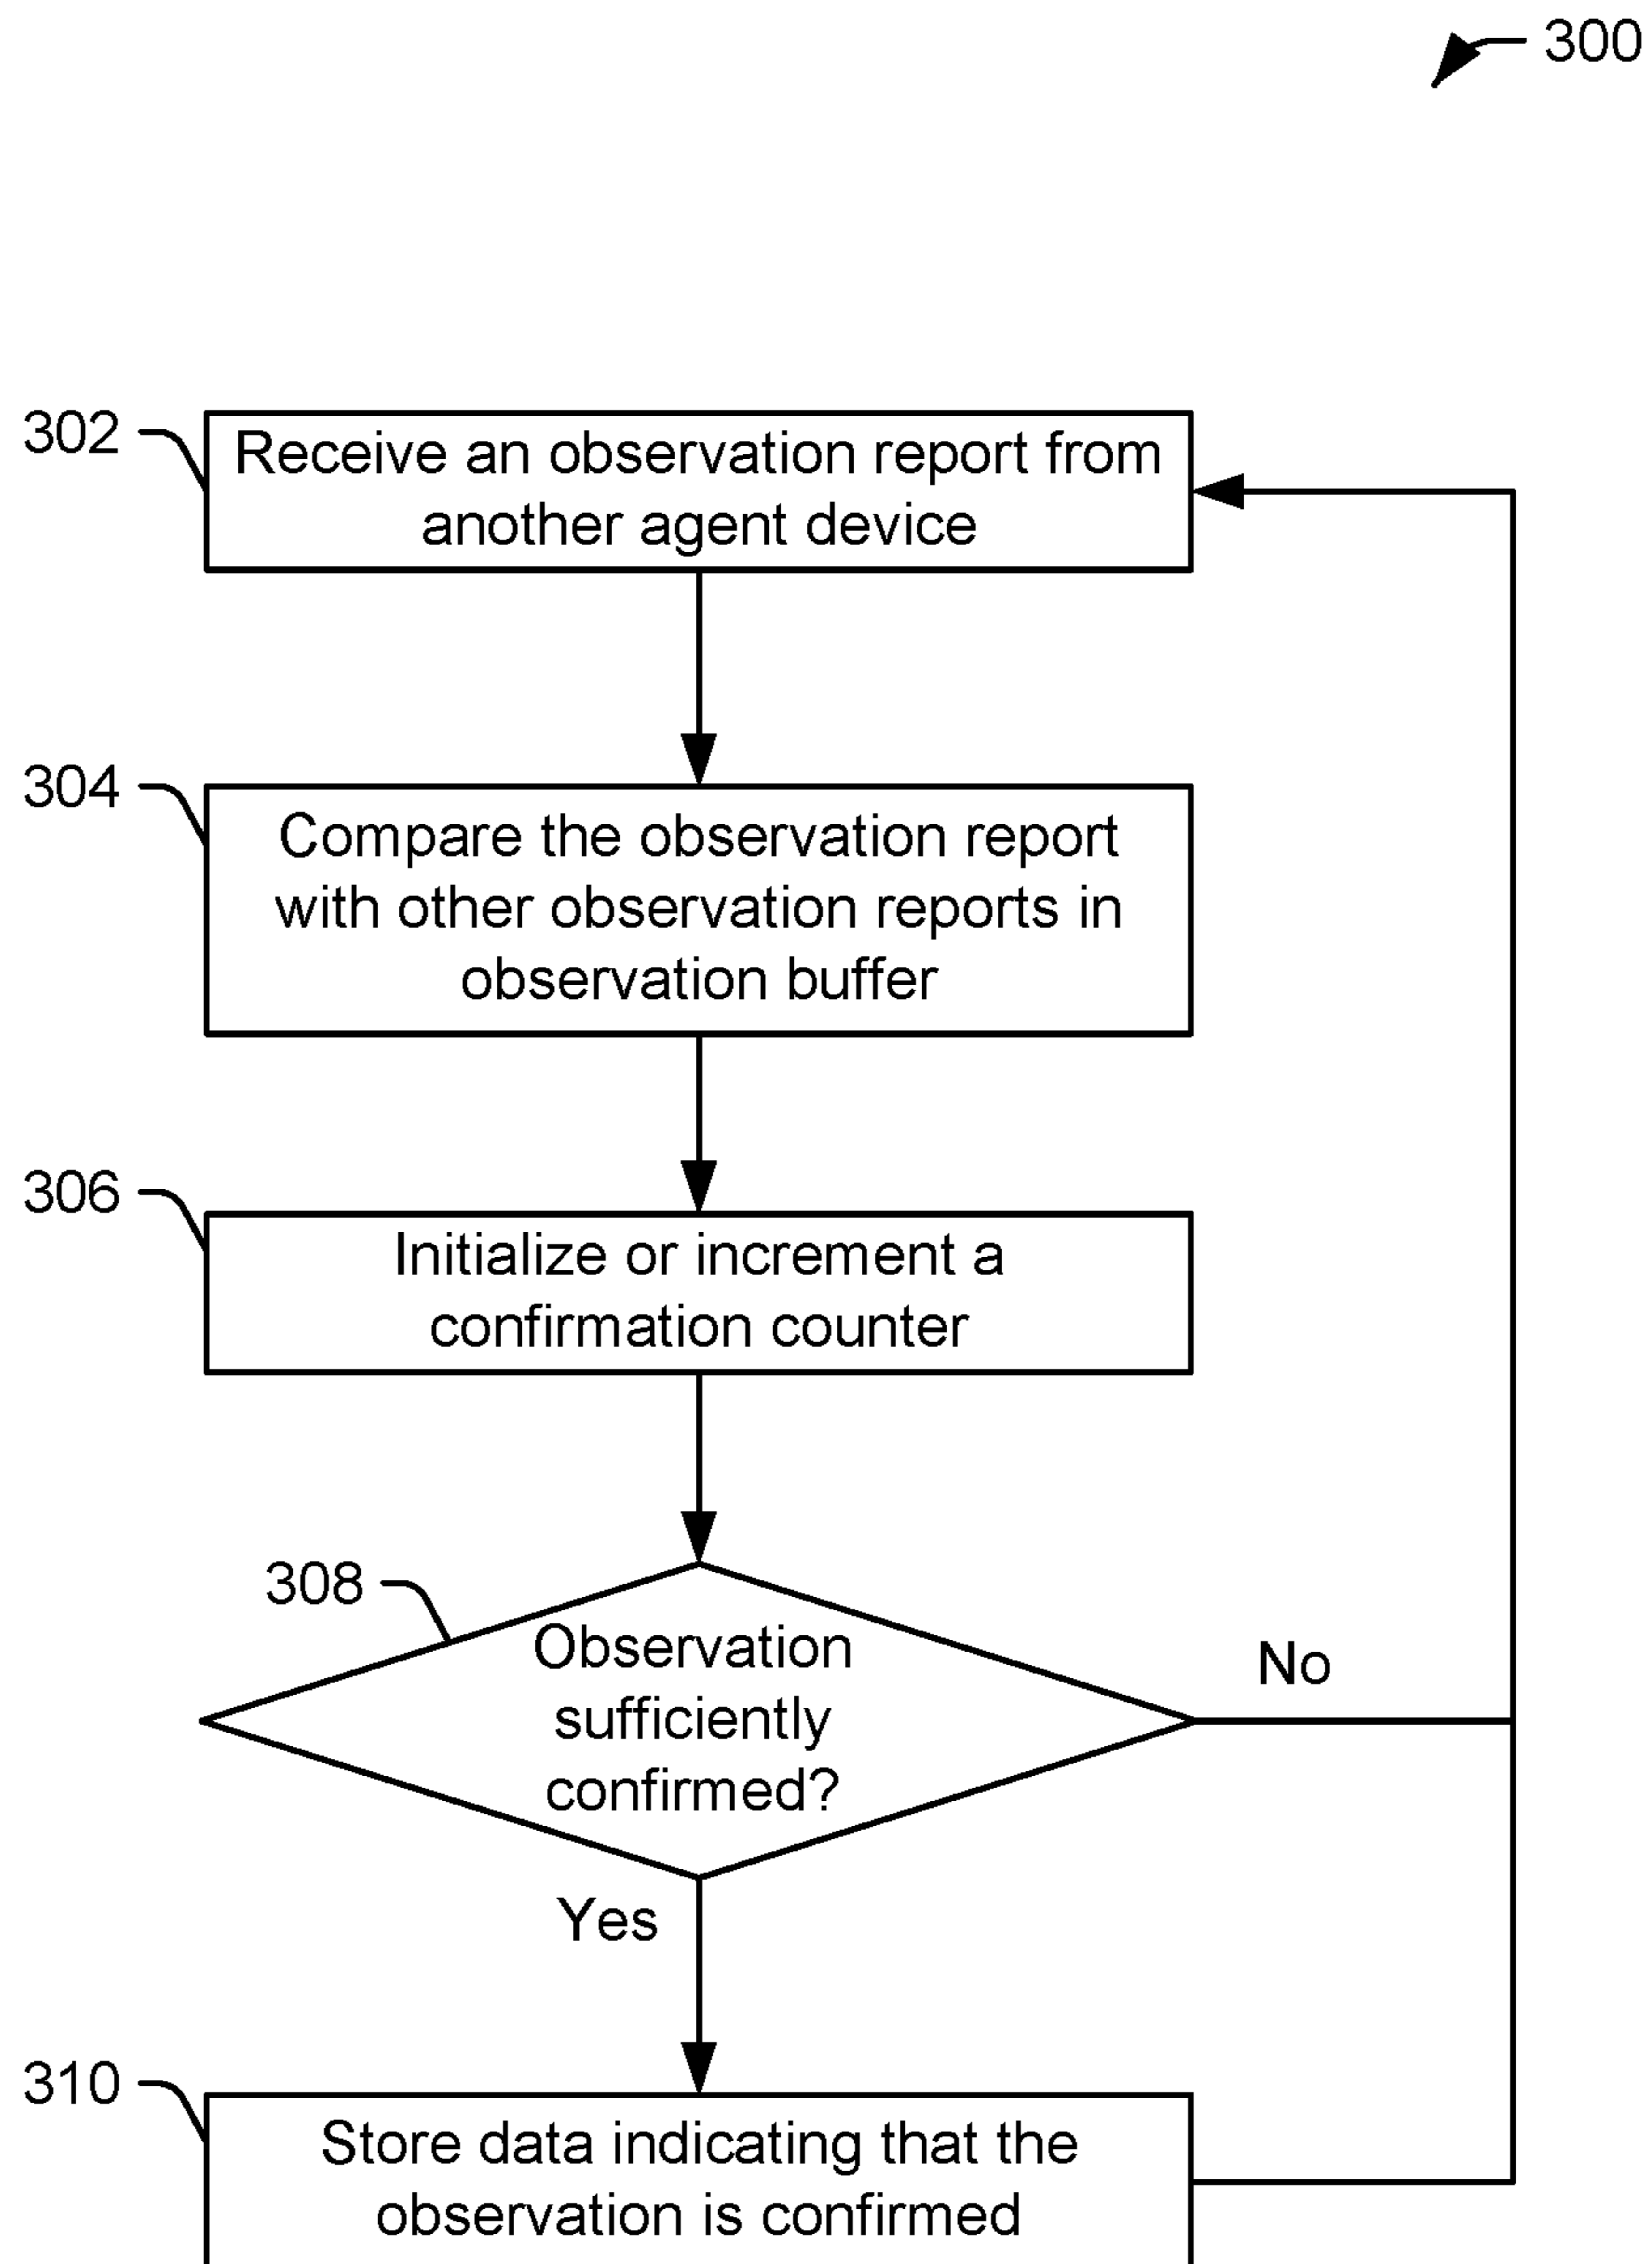 300
302
Receive an observation report from
another agent device
304
Compare the observation report
with other observation reports in
observation buffer
306
Initialize or increment a
confirmation counter
308
Observation
sufficiently
confirmed?
No
Yes
310
Store data indicating that the
observation is confirmed